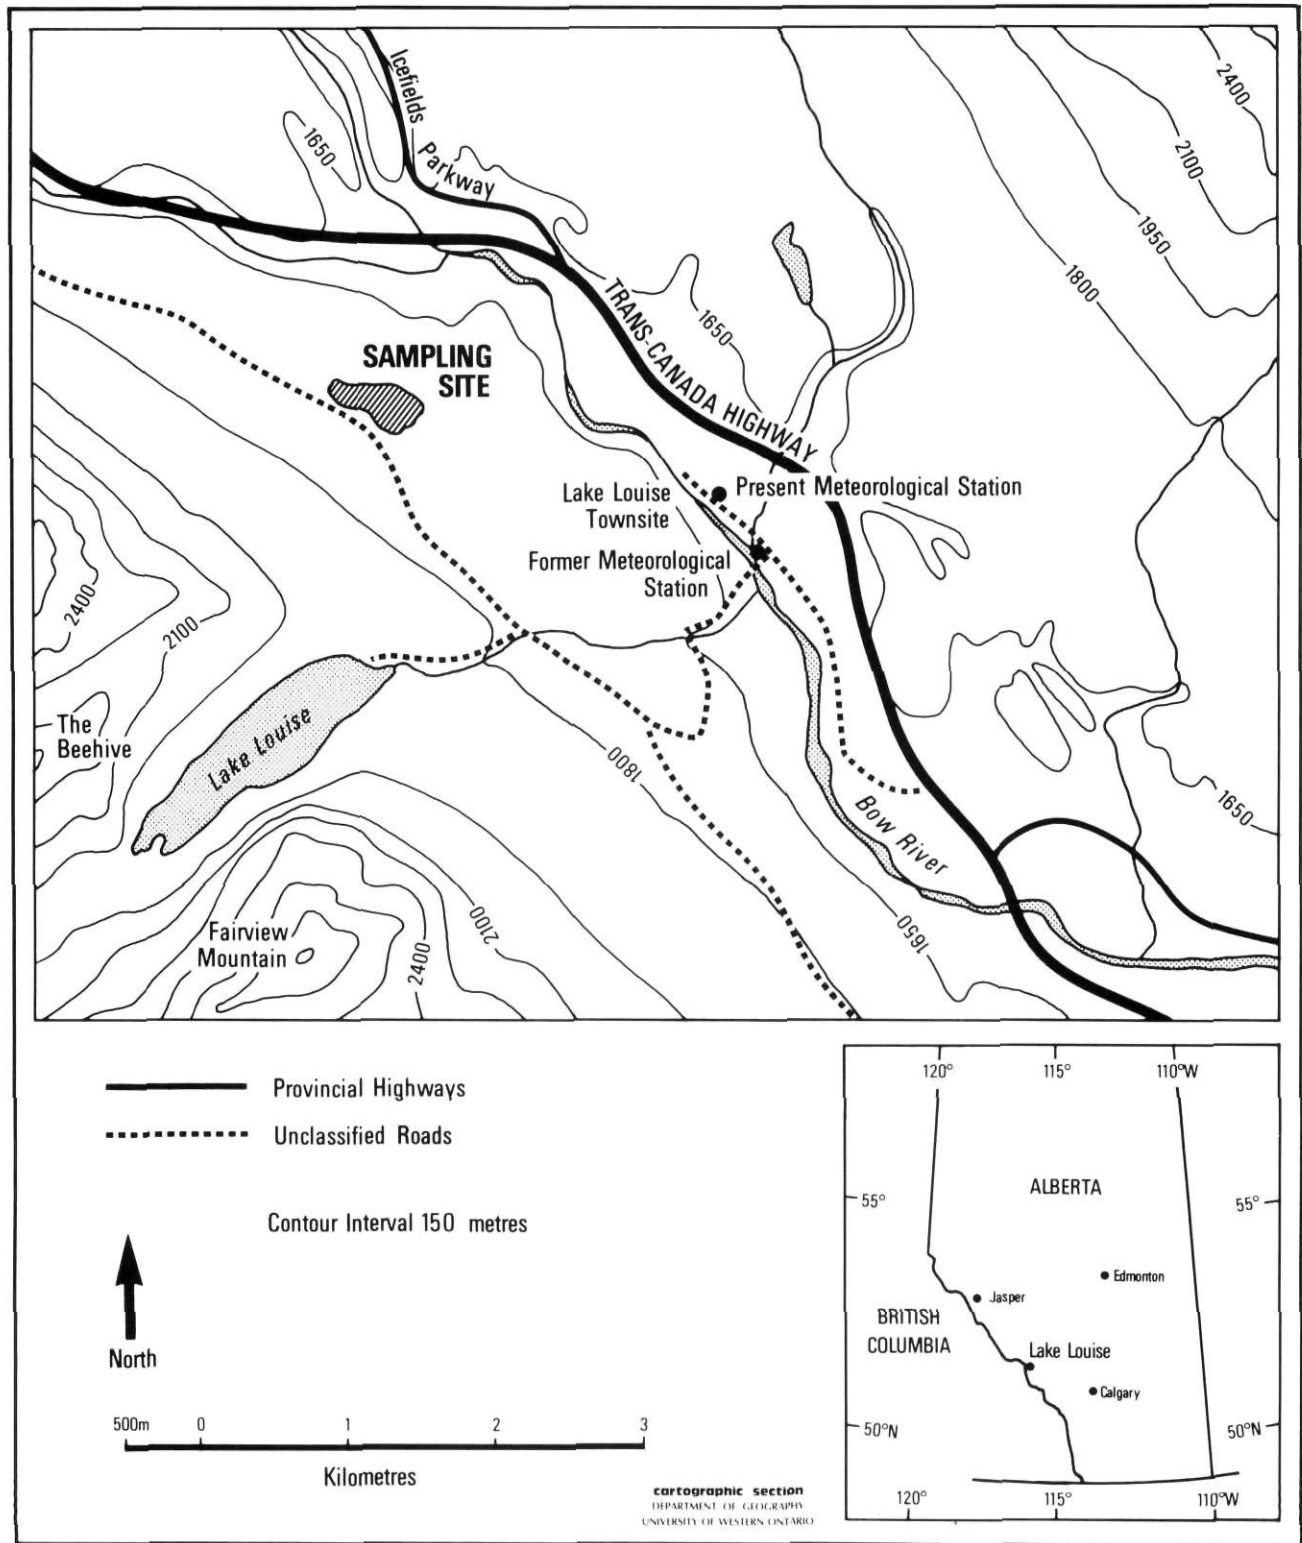 Icefields
Parkway
1650
2400
2100
1950
1800
1650
TRANS-CANADA HIGHWAY
SAMPLING
SITE
Present Meteorological Station
Lake Louise
Townsite
Former Meteorological
Station
2400
2100
The
Beehive
Lake Louise
1800
Bow River
1650
1650
Fairview
Mountain
2400
2100
Provincial Highways
Unclassified Roads
Contour Interval 150 metres
North
500m 0 1 2 3
Kilometres
cartographic section
DEPARTMENT OF GEOGRAPHY
UNIVERSITY OF WESTERN ONTARIO
120° 115° 110°W
55° 55°
ALBERTA
Edmonton
Jasper
BRITISH
COLUMBIA
Lake Louise
Calgary
50°N 50°N
120° 115° 110°W